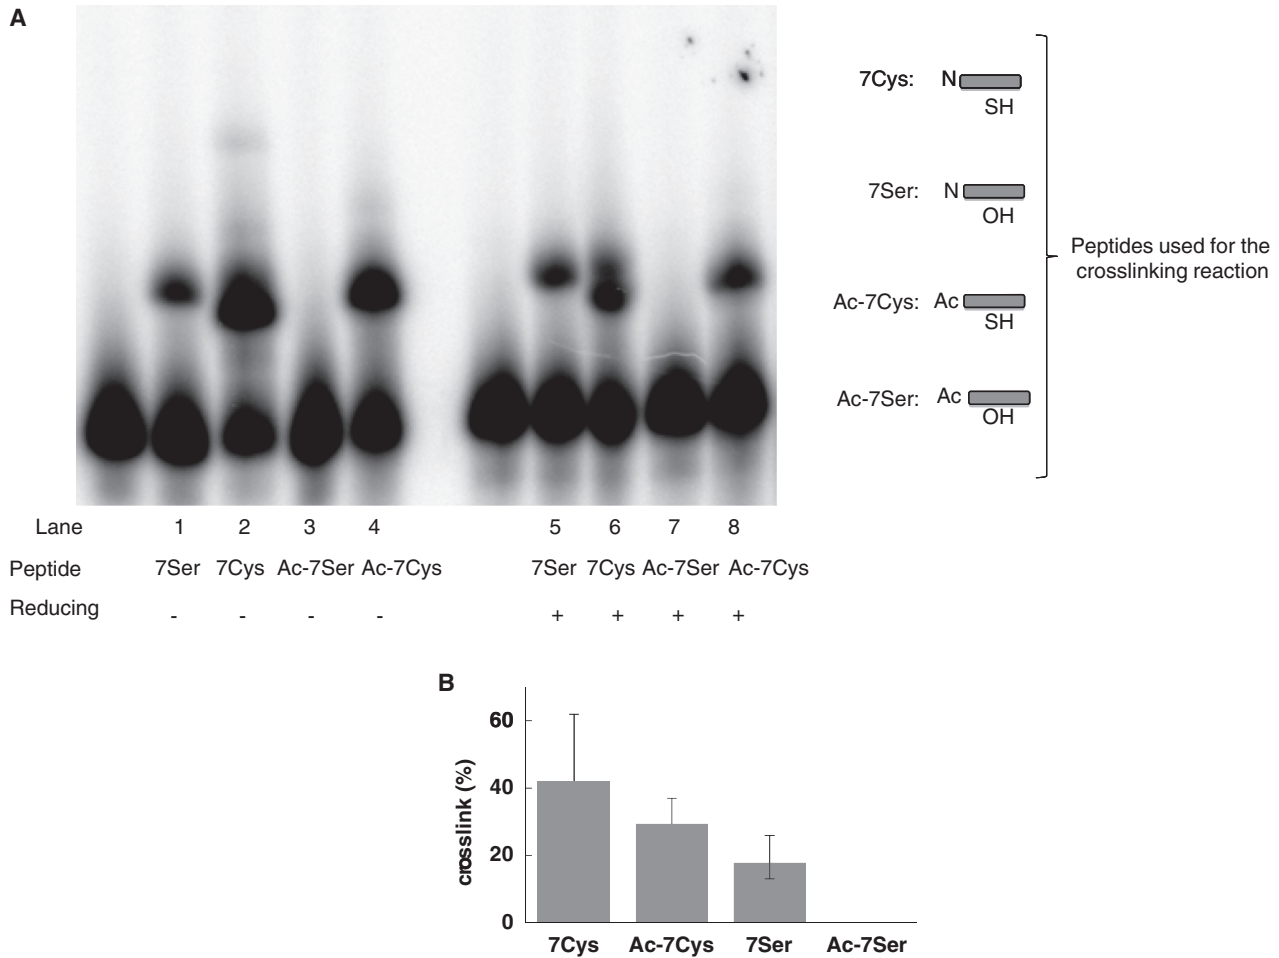 A
7Cys: N
SH
7Ser: N
OH
Ac-7Cys: Ac
SH
Ac-7Ser: Ac
OH
Peptides used for the
crosslinking reaction
Lane 1 2 3 4 5 6 7 8
Peptide 7Ser 7Cys Ac-7Ser Ac-7Cys 7Ser 7Cys Ac-7Ser Ac-7Cys
Reducing - - - - + + + +
B
crosslink (%)
60
40
20
0
7Cys Ac-7Cys 7Ser Ac-7Ser